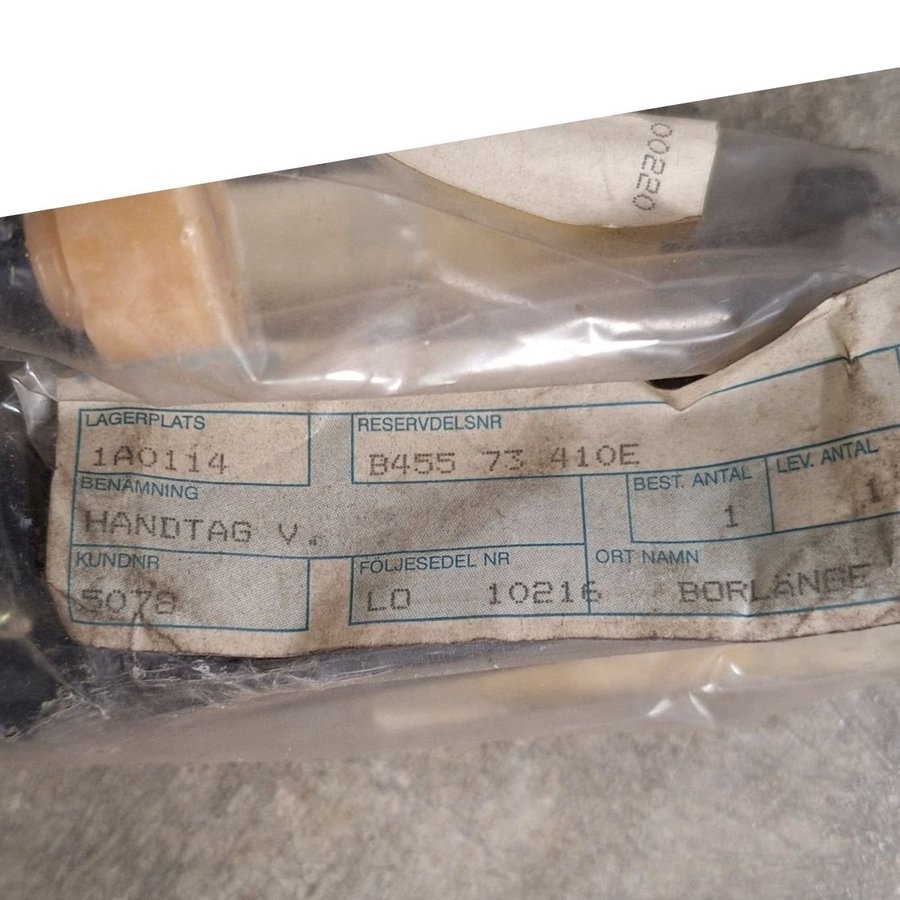 00220
LAGERPLATS
1A0114
RESERVDELSNR
B455 73 410E
BENÄMNING
HANDTAG V.
BEST. ANTAL
1
LEV. ANTAL
1
KUNDNR
5078
FÖLJESEDEL NR
LO 10216
ORT NAMN
BORLÄNGE